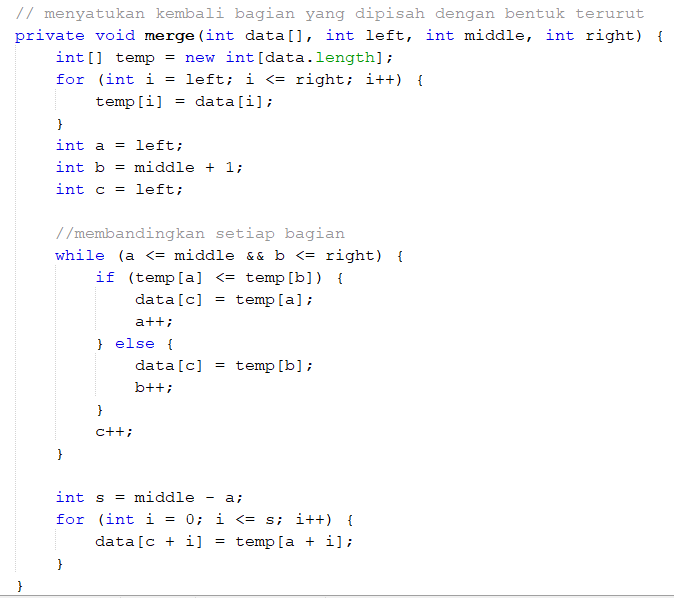 // menyatukan kembali bagian yang dipisah dengan bentuk terurut
private void merge(int data[], int left, int middle, int right) {
    int[] temp = new int[data.length];
    for (int i = left; i <= right; i++) {
        temp[i] = data[i];
    }
    int a = left;
    int b = middle + 1;
    int c = left;

    //membandingkan setiap bagian
    while (a <= middle && b <= right) {
        if (temp[a] <= temp[b]) {
            data[c] = temp[a];
            a++;
        } else {
            data[c] = temp[b];
            b++;
        }
        c++;
    }

    int s = middle - a;
    for (int i = 0; i <= s; i++) {
        data[c + i] = temp[a + i];
    }
}